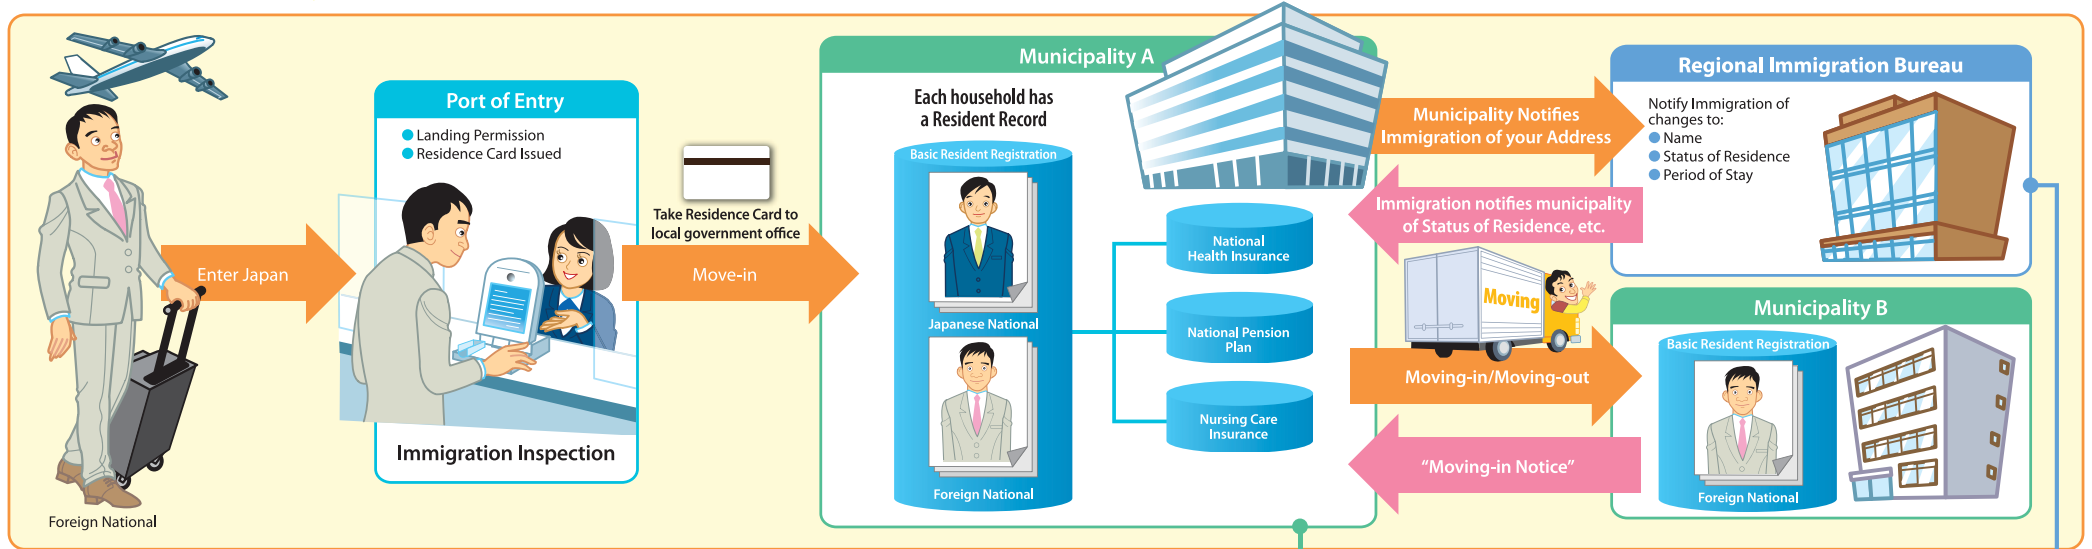 Foreign National
Enter Japan
Port of Entry
Landing Permission
Residence Card Issued
Immigration Inspection
Take Residence Card to
local government office
Move-in
Municipality A
Each household has
a Resident Record
Basic Resident Registration
Japanese National
Foreign National
National
Health Insurance
National Pension
Plan
Nursing Care
Insurance
Municipality Notifies
Immigration of your Address
Immigration notifies municipality
of Status of Residence, etc.
Regional Immigration Bureau
Notify Immigration of
changes to:
Name
Status of Residence
Period of Stay
Moving
Moving-in/Moving-out
“Moving-in Notice”
Municipality B
Basic Resident Registration
Foreign National